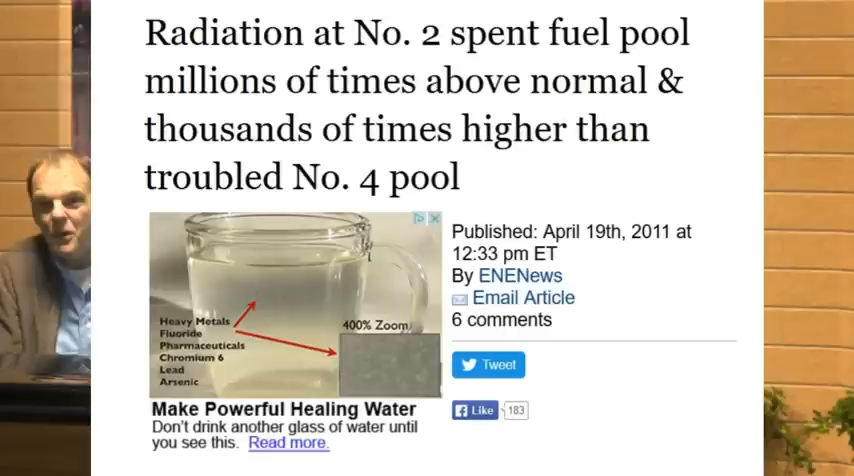 Radiation at No. 2 spent fuel pool
millions of times above normal &
thousands of times higher than
troubled No. 4 pool
Published: April 19th, 2011 at
12:33 pm ET
By ENENews
Email Article
6 comments
Tweet
Like 183
Heavy Metals
Fluoride
Pharmaceuticals
Chromium 6
Lead
Arsenic
400% Zoom
Make Powerful Healing Water
Don't drink another glass of water until
you see this. Read more.